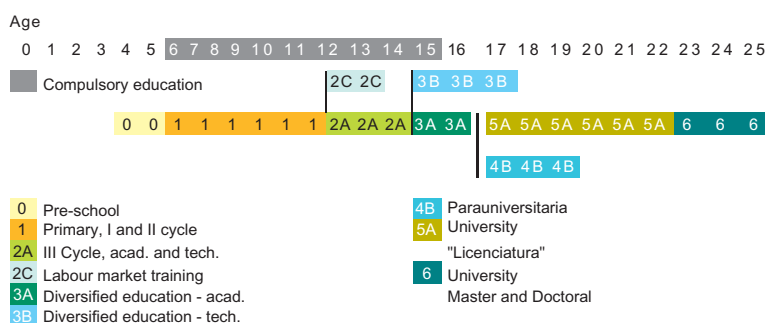 Age
0 1 2 3 4 5 6 7 8 9 10 11 12 13 14 15 16 17 18 19 20 21 22 23 24 25
Compulsory education 2C 2C 3B 3B 3B
0 0 1 1 1 1 1 1 2A 2A 2A 3A 3A 5A 5A 5A 5A 5A 5A 6 6 6
4B 4B 4B
0 Pre-school
1 Primary, I and II cycle
2A III Cycle, acad. and tech.
2C Labour market training
3A Diversified education - acad.
3B Diversified education - tech.
4B Parauniversitaria
5A University
"Licenciatura"
6 University
Master and Doctoral